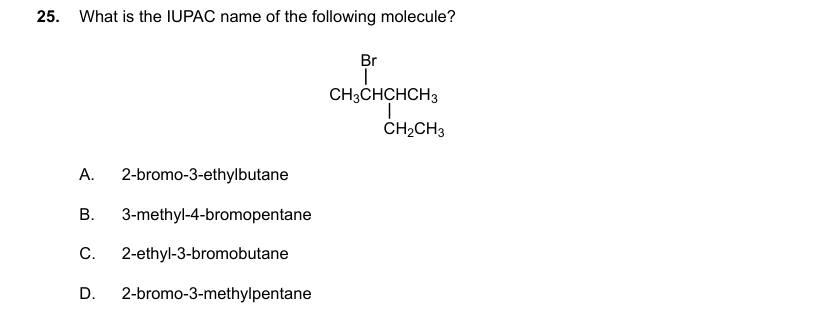 25. What is the IUPAC name of the following molecule?
Br
CH₃CHCHCH₃
CH₂CH₃
A. 2-bromo-3-ethylbutane
B. 3-methyl-4-bromopentane
C. 2-ethyl-3-bromobutane
D. 2-bromo-3-methylpentane